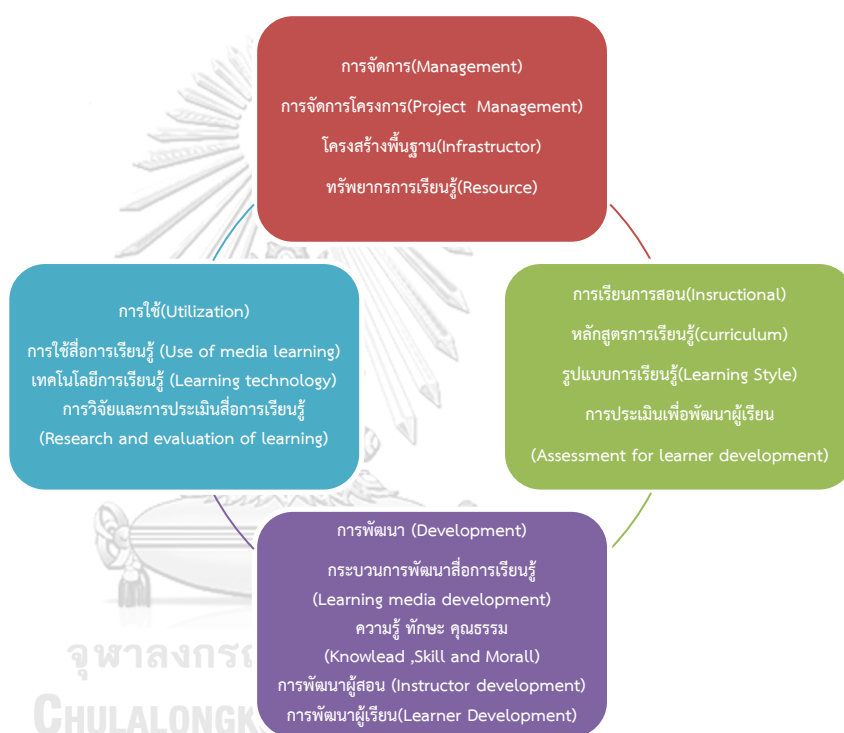 การจัดการ(Management)
การจัดการโครงการ(Project Management)
โครงสร้างพื้นฐาน(Infrastructor)
ทรัพยากรการเรียนรู้(Resource)
การเรียนการสอน(Insructional)
หลักสูตรการเรียนรู้(curriculum)
รูปแบบการเรียนรู้(Learning Style)
การประเมินเพื่อพัฒนาผู้เรียน
(Assessment for learner development)
การใช้(Utilization)
การใช้สื่อการเรียนรู้ (Use of media learning)
เทคโนโลยีการเรียนรู้ (Learning technology)
การวิจัยและการประเมินสื่อการเรียนรู้
(Research and evaluation of learning)
การพัฒนา (Development)
กระบวนการพัฒนาสื่อการเรียนรู้
(Learning media development)
ความรู้ ทักษะ คุณธรรม
(Knowlead ,Skill and Morall)
การพัฒนาผู้สอน (Instructor development)
การพัฒนาผู้เรียน(Learner Development)